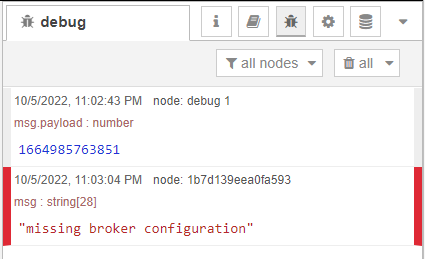 debug
all nodes
all
10/5/2022, 11:02:43 PM node: debug 1
msg.payload : number
1664985763851
10/5/2022, 11:03:04 PM node: 1b7d139eea0fa593
msg : string[28]
"missing broker configuration"